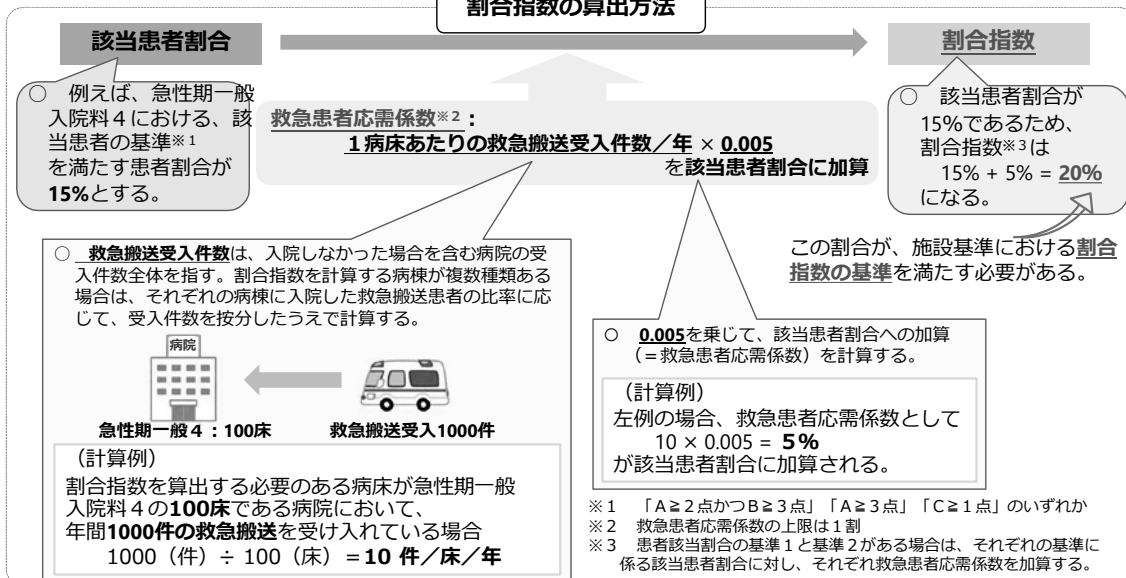 割合指数の算出方法
該当患者割合
割合指数
○ 例えば、急性期一般
入院料４における、該
当患者の基準※１
を満たす患者割合が
15%とする。
救急患者応需係数※２：
１病床あたりの救急搬送受入件数／年 × 0.005
を該当患者割合に加算
○ 該当患者割合が
15%であるため、
割合指数※３は
15% + 5% = 20%
になる。
この割合が、施設基準における割合
指数の基準を満たす必要がある。
○ 救急搬送受入件数は、入院しなかった場合を含む病院の受
入件数全体を指す。割合指数を計算する病棟が複数種類ある
場合は、それぞれの病棟に入院した救急搬送患者の比率に応
じて、受入件数を按分したうえで計算する。
病院
急性期一般４：100床
救急搬送受入1000件
（計算例）
割合指数を算出する必要のある病床が急性期一般
入院料４の100床である病院において、
年間1000件の救急搬送を受け入れている場合
1000（件）÷ 100（床）＝10 件／床／年
○ 0.005を乗じて、該当患者割合への加算
（＝救急患者応需係数）を計算する。
（計算例）
左例の場合、救急患者応需係数として
10 × 0.005 = 5%
が該当患者割合に加算される。
※１ 「Ａ≧２点かつＢ≧３点」「Ａ≧３点」「Ｃ≧１点」のいずれか
※２ 救急患者応需係数の上限は１割
※３ 患者該当割合の基準１と基準２がある場合は、それぞれの基準に
係る該当患者割合に対し、それぞれ救急患者応需係数を加算する。